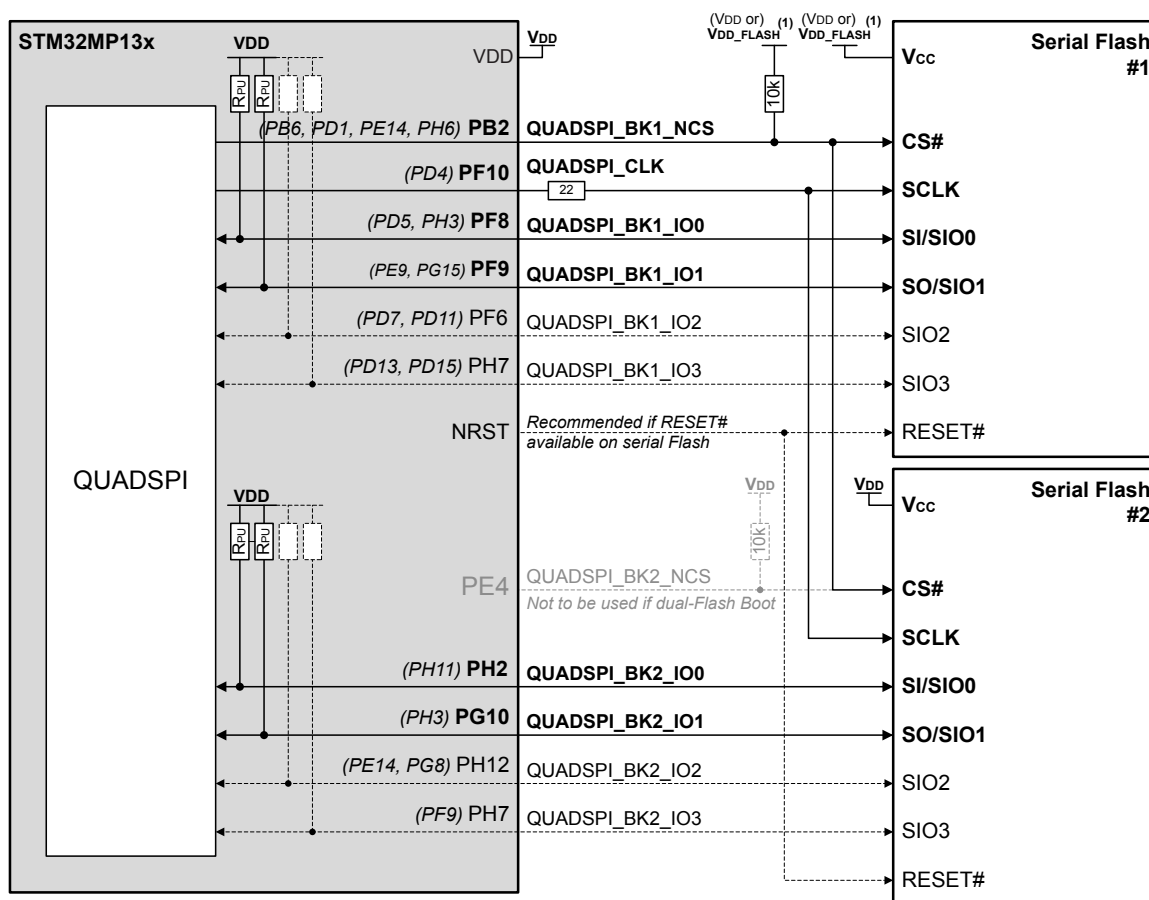 STM32MP13x
VDD
VDD
VDD
(VDD or) (1)
VDD_FLASH
(VDD or) (1)
VDD_FLASH
Serial Flash
#1
VCC
RPU
RPU
10k
(PB6, PD1, PE14, PH6) PB2
QUADSPI_BK1_NCS
CS#
(PD4) PF10
QUADSPI_CLK
22
SCLK
(PD5, PH3) PF8
QUADSPI_BK1_IO0
SI/SIO0
(PE9, PG15) PF9
QUADSPI_BK1_IO1
SO/SIO1
(PD7, PD11) PF6
QUADSPI_BK1_IO2
SIO2
(PD13, PD15) PH7
QUADSPI_BK1_IO3
SIO3
NRST
Recommended if RESET#
available on serial Flash
RESET#
QUADSPI
VDD
RPU
RPU
VDD
10k
VDD
VCC
Serial Flash
#2
PE4
QUADSPI_BK2_NCS
Not to be used if dual-Flash Boot
CS#
SCLK
(PH11) PH2
QUADSPI_BK2_IO0
SI/SIO0
(PH3) PG10
QUADSPI_BK2_IO1
SO/SIO1
(PE14, PG8) PH12
QUADSPI_BK2_IO2
SIO2
(PF9) PH7
QUADSPI_BK2_IO3
SIO3
RESET#